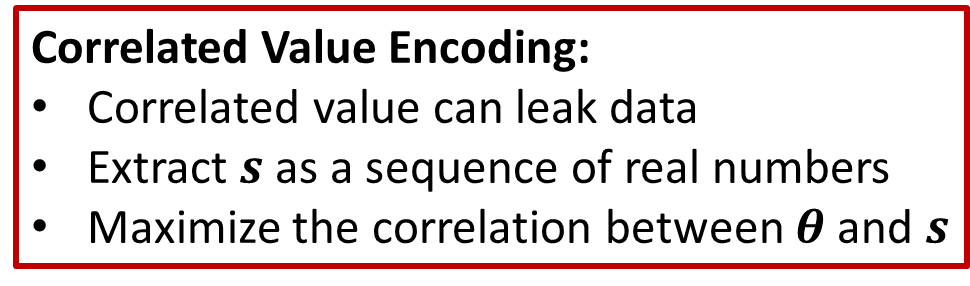 Correlated Value Encoding:
• Correlated value can leak data
• Extract s as a sequence of real numbers
• Maximize the correlation between θ and s